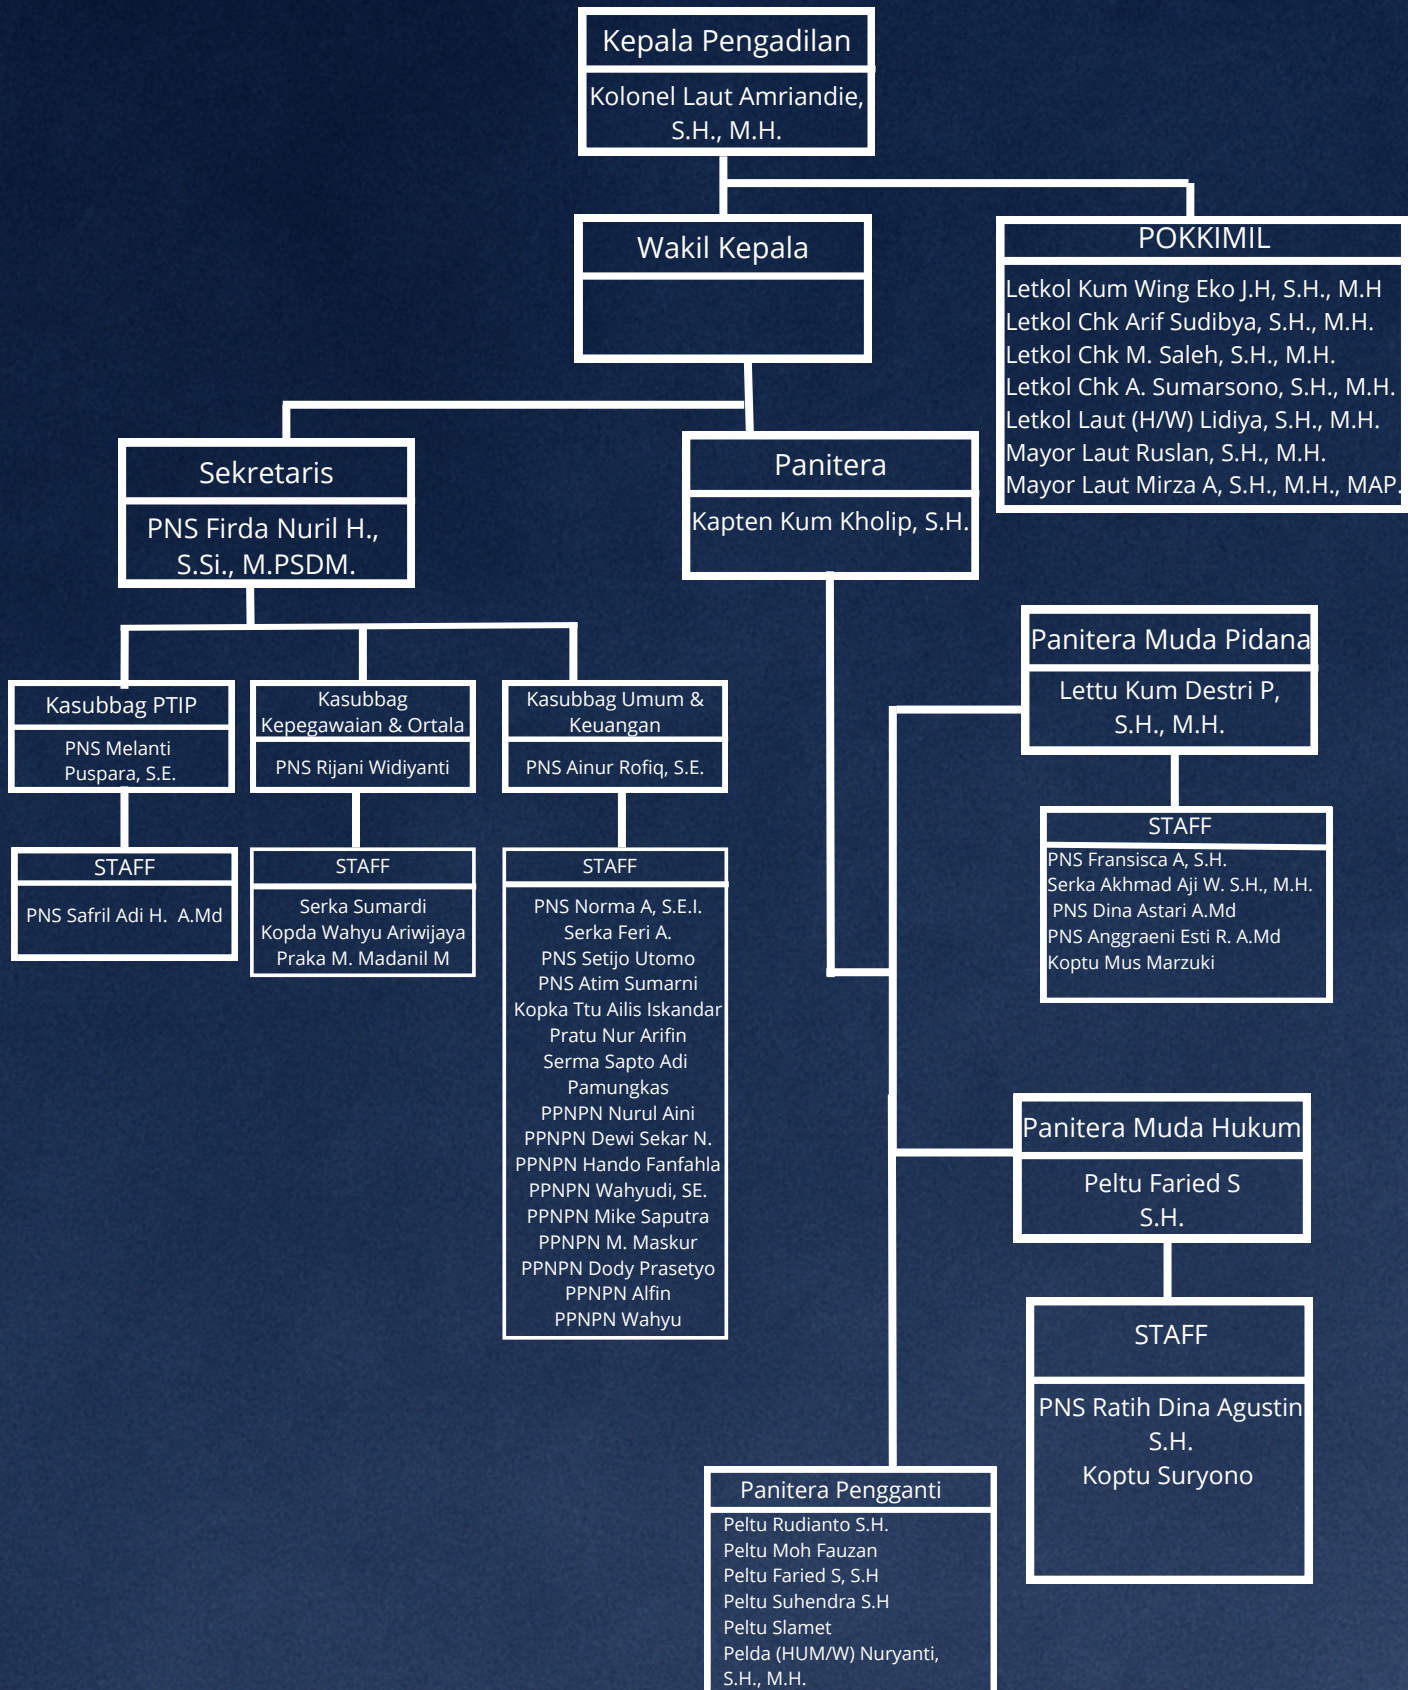 Kepala Pengadilan
Kolonel Laut Amriandie,
S.H., M.H.
Wakil Kepala
POKKIMIL
Letkol Kum Wing Eko J.H, S.H., M.H
Letkol Chk Arif Sudibya, S.H., M.H.
Letkol Chk M. Saleh, S.H., M.H.
Letkol Chk A. Sumarsono, S.H., M.H.
Letkol Laut (H/W) Lidiya, S.H., M.H.
Mayor Laut Ruslan, S.H., M.H.
Mayor Laut Mirza A, S.H., M.H., MAP.
Sekretaris
PNS Firda Nuril H.,
S.Si., M.PSDM.
Panitera
Kapten Kum Kholip, S.H.
Kasubbag PTIP
PNS Melanti
Puspara, S.E.
Kasubbag
Kepegawaian & Ortala
PNS Rijani Widiyanti
Kasubbag Umum &
Keuangan
PNS Ainur Rofiq, S.E.
STAFF
PNS Safril Adi H.  A.Md
STAFF
Serka Sumardi
Kopda Wahyu Ariwijaya
Praka M. Madanil M
STAFF
PNS Norma A, S.E.I.
Serka Feri A.
PNS Setijo Utomo
PNS Atim Sumarni
Kopka Ttu Ailis Iskandar
Pratu Nur Arifin
Serma Sapto Adi
Pamungkas
PPNPN Nurul Aini
PPNPN Dewi Sekar N.
PPNPN Hando Fanfahla
PPNPN Wahyudi, SE.
PPNPN Mike Saputra
PPNPN M. Maskur
PPNPN Dody Prasetyo
PPNPN Alfin
PPNPN Wahyu
Panitera Muda Pidana
Lettu Kum Destri P,
S.H., M.H.
STAFF
PNS Fransisca A, S.H.
Serka Akhmad Aji W. S.H., M.H.
PNS Dina Astari A.Md
PNS Anggraeni Esti R. A.Md
Koptu Mus Marzuki
Panitera Muda Hukum
Peltu Faried S
S.H.
STAFF
PNS Ratih Dina Agustin
S.H.
Koptu Suryono
Panitera Pengganti
Peltu Rudianto S.H.
Peltu Moh Fauzan
Peltu Faried S, S.H
Peltu Suhendra S.H
Peltu Slamet
Pelda (HUM/W) Nuryanti,
S.H., M.H.